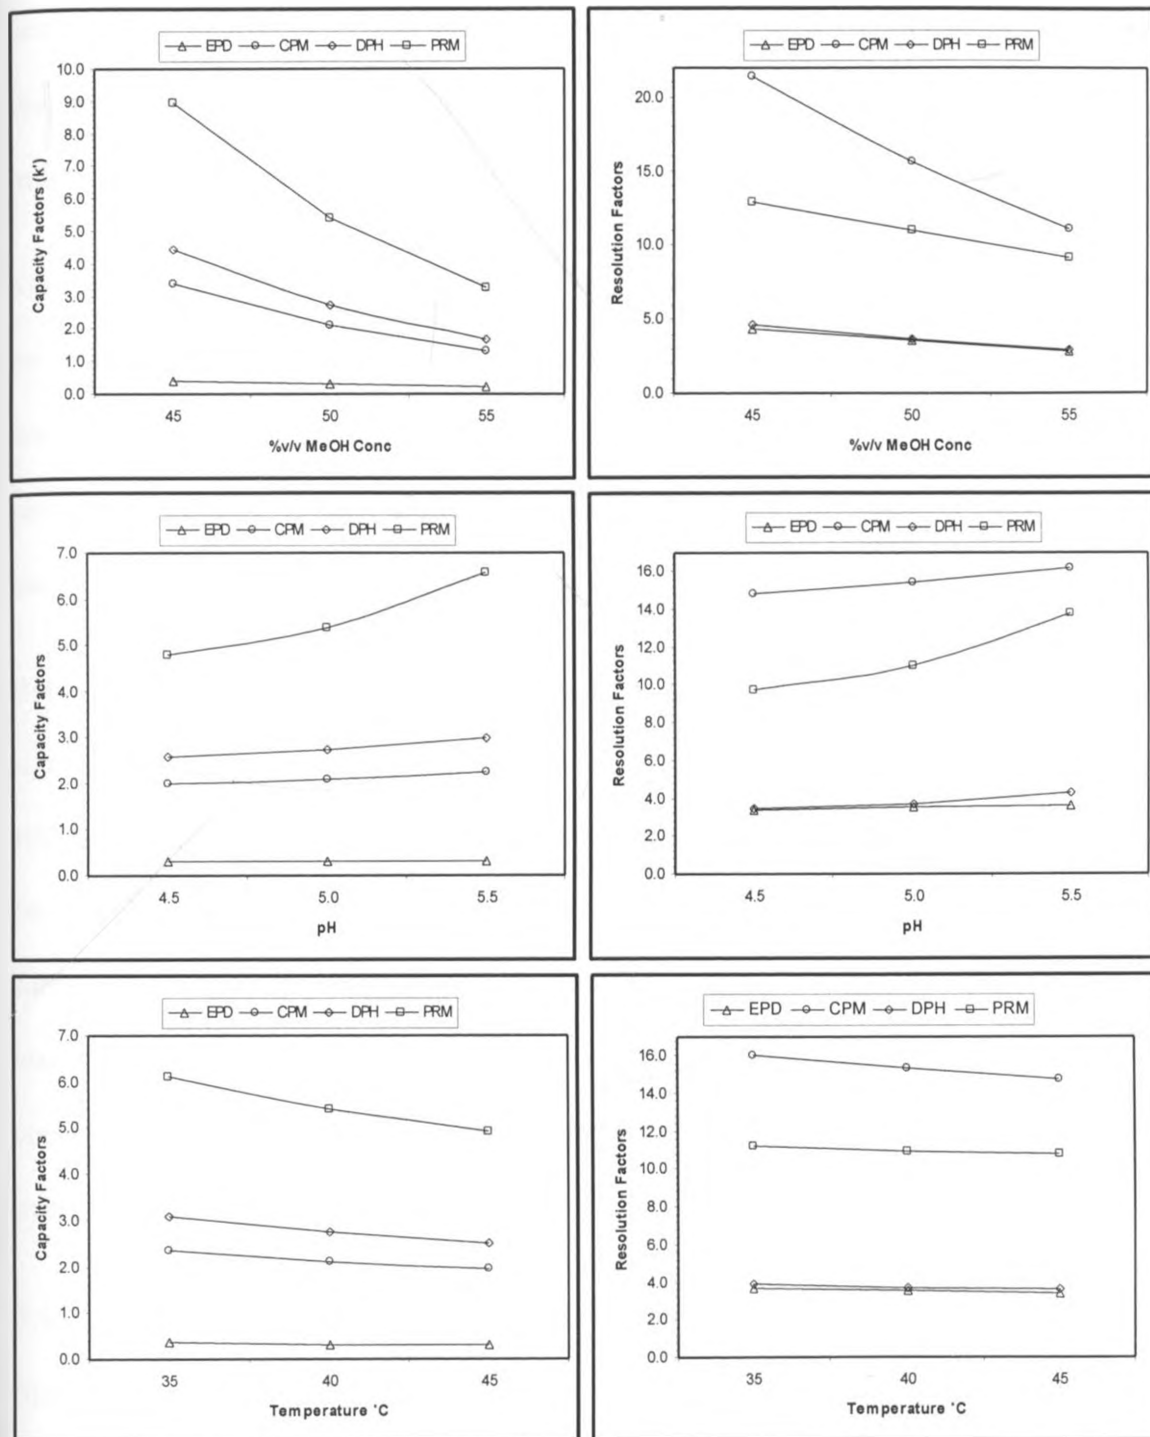 EPD CPM DPH PRM
10.0
9.0
8.0
7.0
6.0
5.0
4.0
3.0
2.0
1.0
0.0
Capacity Factors (k')
45 50 55
%v/v MeOH Conc
EPD CPM DPH PRM
20.0
15.0
10.0
5.0
0.0
Resolution Factors
45 50 55
%v/v MeOH Conc
EPD CPM DPH PRM
7.0
6.0
5.0
4.0
3.0
2.0
1.0
0.0
Capacity Factors
4.5 5.0 5.5
pH
EPD CPM DPH PRM
16.0
14.0
12.0
10.0
8.0
6.0
4.0
2.0
0.0
Resolution Factors
4.5 5.0 5.5
pH
EPD CPM DPH PRM
7.0
6.0
5.0
4.0
3.0
2.0
1.0
0.0
Capacity Factors
35 40 45
Temperature °C
EPD CPM DPH PRM
16.0
14.0
12.0
10.0
8.0
6.0
4.0
2.0
0.0
Resolution Factors
35 40 45
Temperature °C